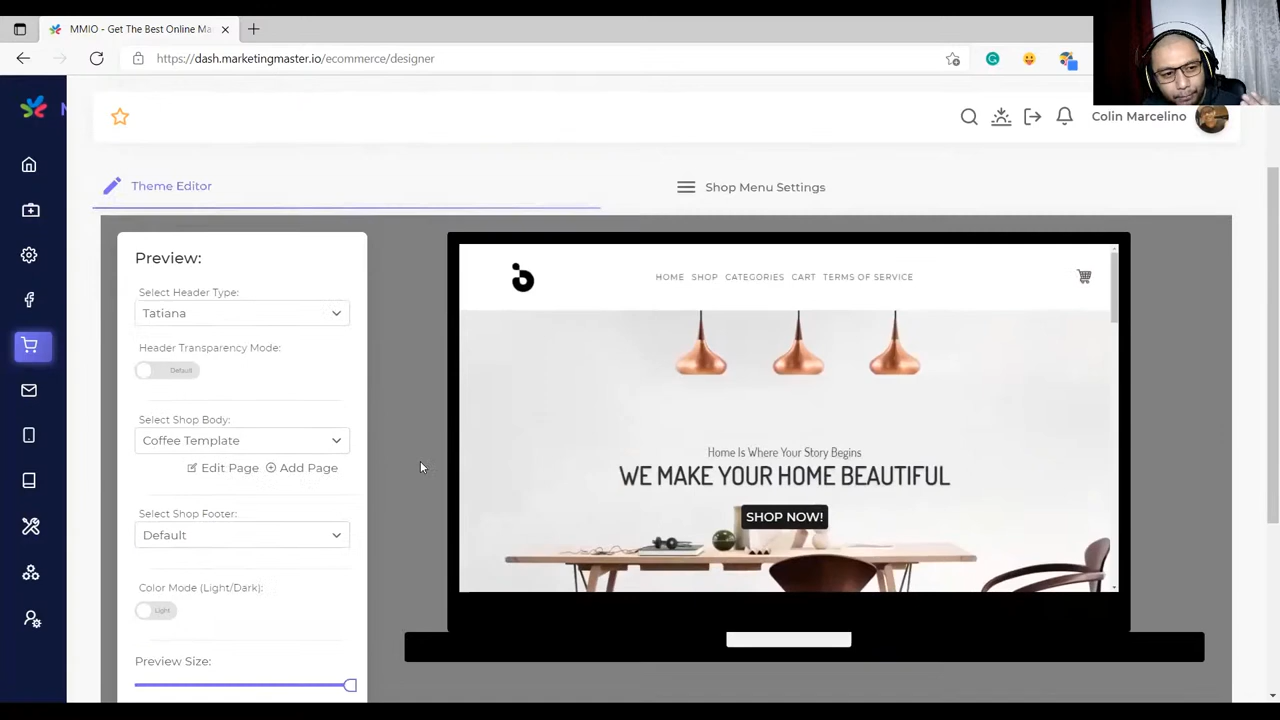 MMIO - Get The Best Online Ma
https://dash.marketingmaster.io/ecommerce/designer
Colin Marcelino
Theme Editor
Shop Menu Settings
Preview:
Select Header Type:
Tatiana
Header Transparency Mode:
Default
Select Shop Body:
Coffee Template
Edit Page
Add Page
Select Shop Footer:
Default
Color Mode (Light/Dark):
Light
Preview Size:
HOME SHOP CATEGORIES CART TERMS OF SERVICE
Home Is Where Your Story Begins
WE MAKE YOUR HOME BEAUTIFUL
SHOP NOW!